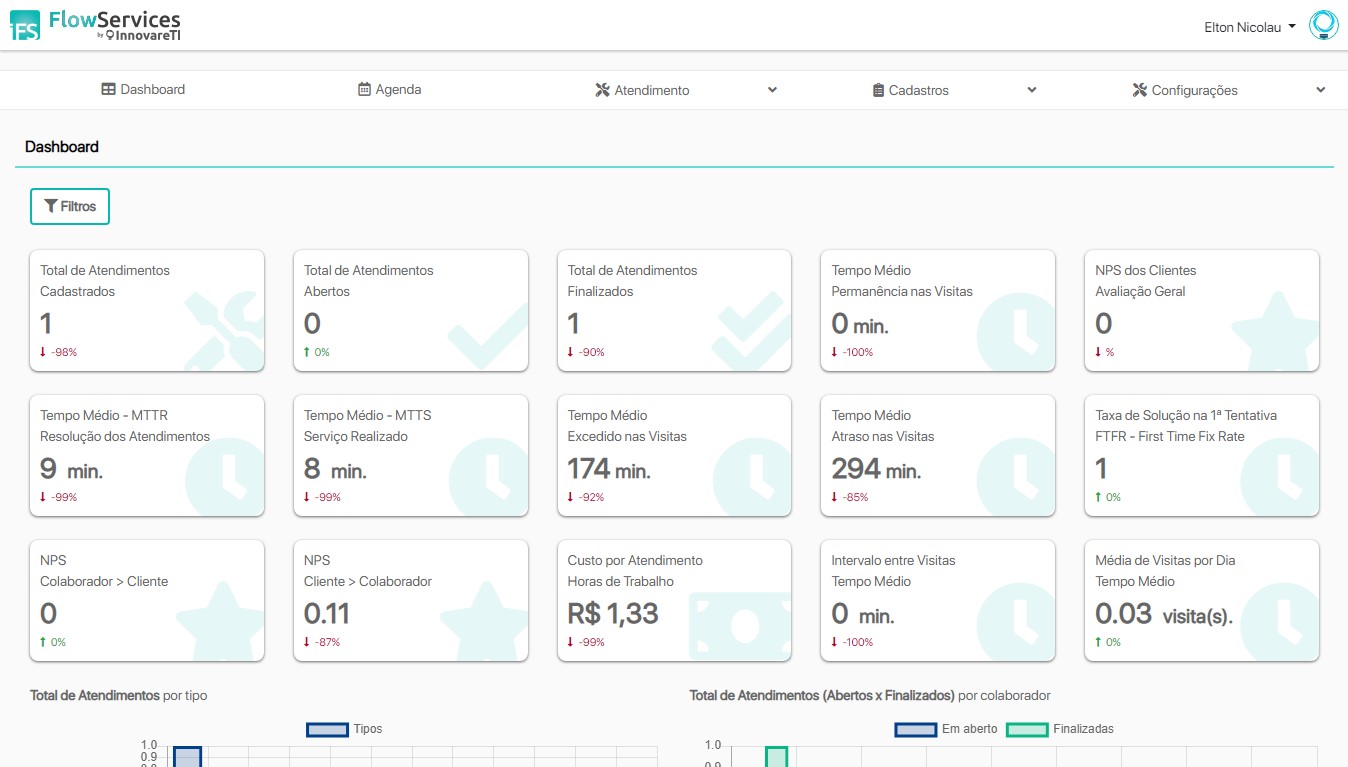 FlowServices
by InnovareTI
Elton Nicolau
Dashboard
Agenda
Atendimento
Cadastros
Configurações
Dashboard
Filtros
Total de Atendimentos
Cadastrados
1
-98%
Total de Atendimentos
Abertos
0
0%
Total de Atendimentos
Finalizados
1
-90%
Tempo Médio
Permanência nas Visitas
0 min.
-100%
NPS dos Clientes
Avaliação Geral
0
%
Tempo Médio - MTTR
Resolução dos Atendimentos
9 min.
-99%
Tempo Médio - MTTS
Serviço Realizado
8 min.
-99%
Tempo Médio
Excedido nas Visitas
174 min.
-92%
Tempo Médio
Atraso nas Visitas
294 min.
-85%
Taxa de Solução na 1ª Tentativa
FTFR - First Time Fix Rate
1
0%
NPS
Colaborador > Cliente
0
0%
NPS
Cliente > Colaborador
0.11
-87%
Custo por Atendimento
Horas de Trabalho
R$ 1,33
-99%
Intervalo entre Visitas
Tempo Médio
0 min.
-100%
Média de Visitas por Dia
Tempo Médio
0.03 visita(s).
0%
Total de Atendimentos por tipo
Tipos
1.0
0.9
Total de Atendimentos (Abertos x Finalizados) por colaborador
Em aberto
Finalizadas
1.0
0.9